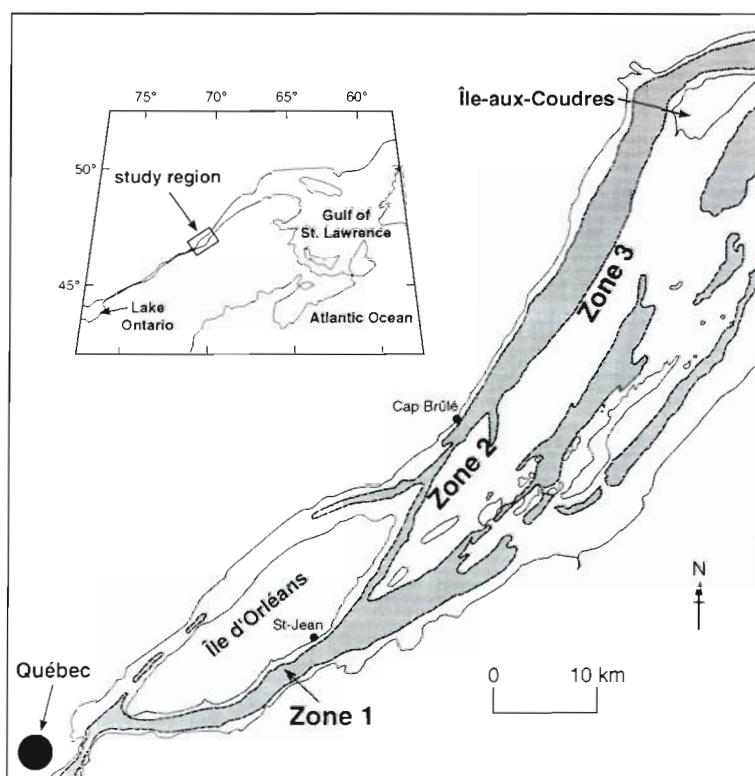 75°
70°
65°
60°
50°
45°
study region
Gulf of
St. Lawrence
Lake
Ontario
Atlantic Ocean
Île-aux-Coudres
Zone 3
Cap Brûlé
Zone 2
Île d'Orléans
St-Jean
Québec
Zone 1
N
0
10 km